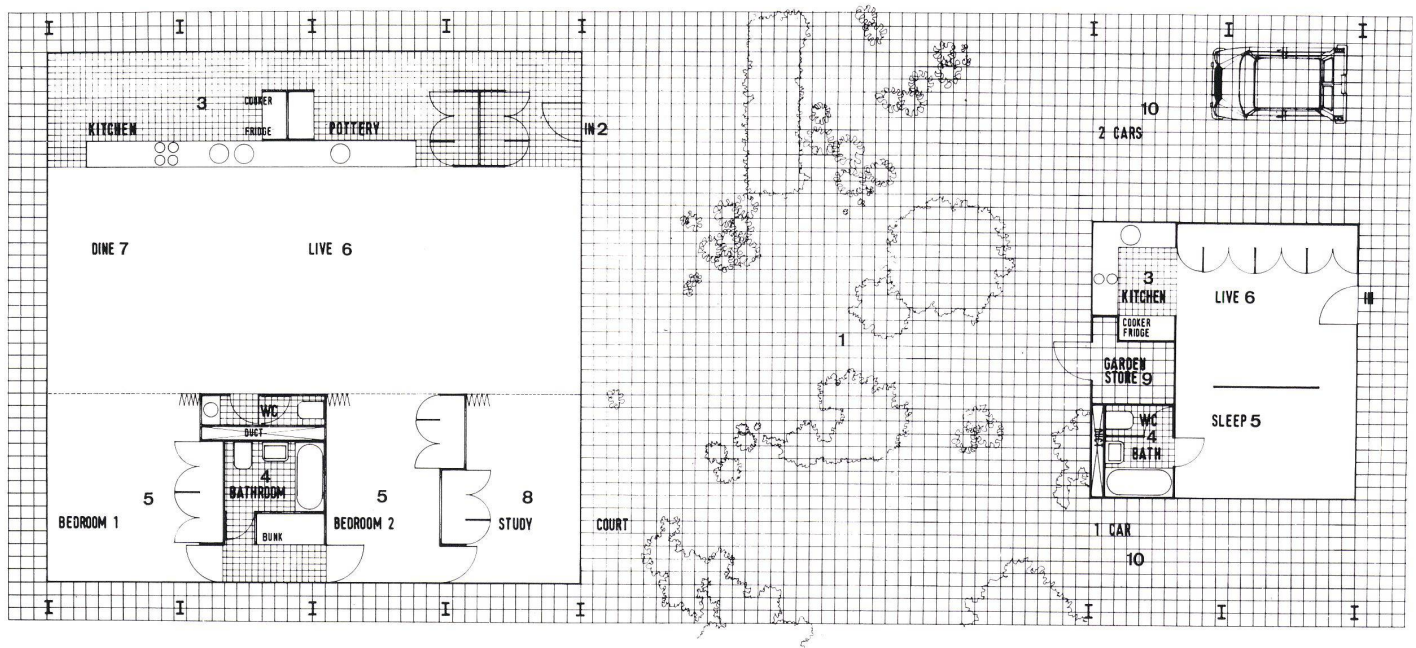 3
COOKER
KITCHEN
FRIDGE
POTTERY
IN 2
DINE 7
LIVE 6
WC
DUCT
4
BATHROOM
5
BEDROOM 1
BUNK
5
BEDROOM 2
8
STUDY
COURT
1
10
2 CARS
3
KITCHEN
COOKER
FRIDGE
LIVE 6
IN
GARDEN
STORE 9
SLEEP 5
WC
4
BATH
1 CAR
10